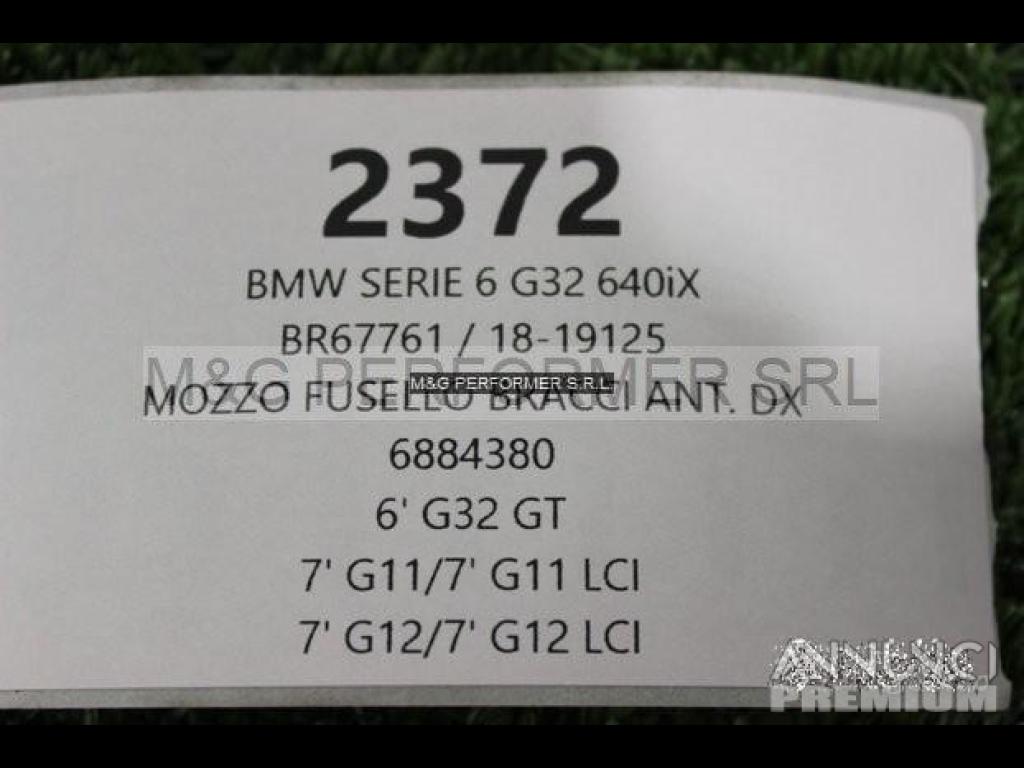 2372
BMW SERIE 6 G32 640iX
BR67761 / 18-19125
M&G PERFORMER SRL
M&G PERFORMER S.R.L.
MOZZO FUSELLO BRACCI ANT. DX
6884380
6' G32 GT
7' G11/7' G11 LCI
7' G12/7' G12 LCI
ANNUNCI
PREMIUM